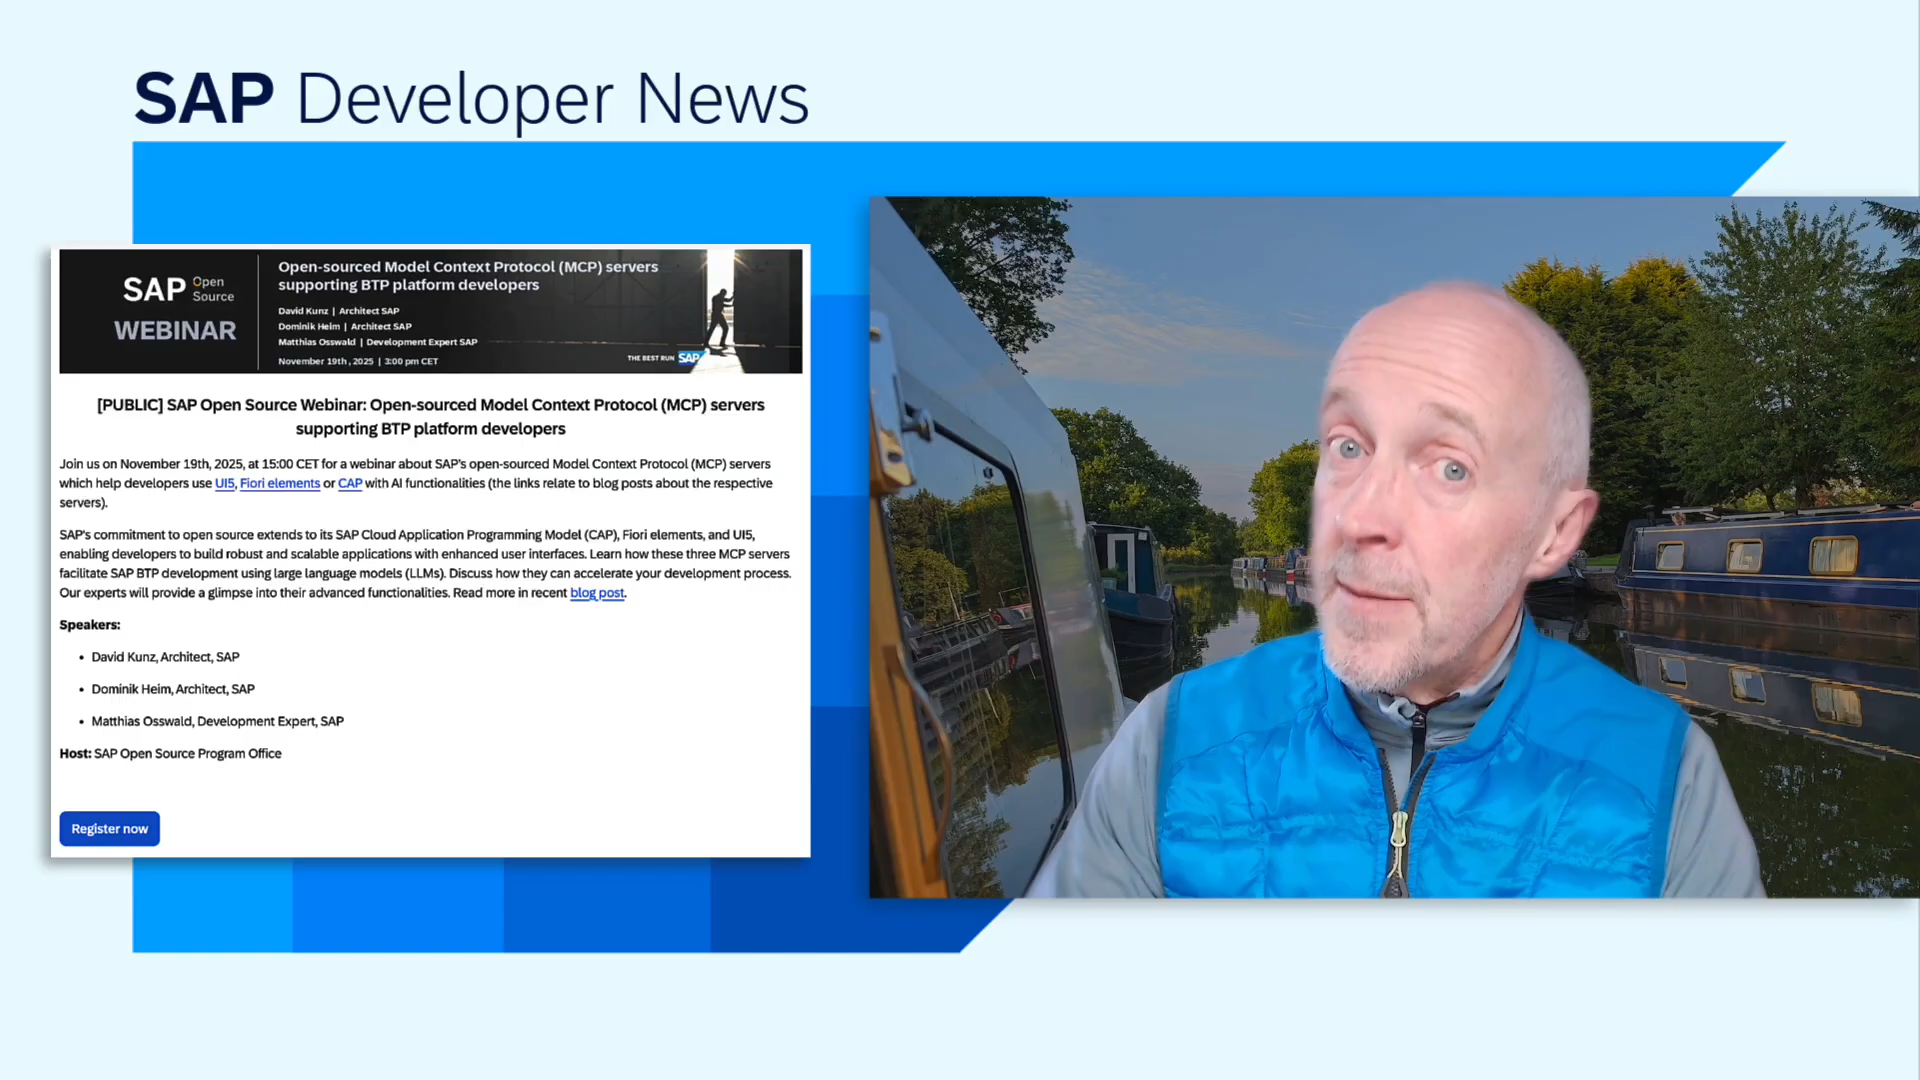 SAP Developer News
SAP Open Source
WEBINAR
Open-sourced Model Context Protocol (MCP) servers
supporting BTP platform developers
David Kunz | Architect SAP
Dominik Heim | Architect SAP
Matthias Osswald | Development Expert SAP
November 19th, 2025 | 3:00 pm CET
THE BEST RUN SAP
[PUBLIC] SAP Open Source Webinar: Open-sourced Model Context Protocol (MCP) servers
supporting BTP platform developers
Join us on November 19th, 2025, at 15:00 CET for a webinar about SAP's open-sourced Model Context Protocol (MCP) servers
which help developers use UI5, Fiori elements or CAP with AI functionalities (the links relate to blog posts about the respective
servers).
SAP's commitment to open source extends to its SAP Cloud Application Programming Model (CAP), Fiori elements, and UI5,
enabling developers to build robust and scalable applications with enhanced user interfaces. Learn how these three MCP servers
facilitate SAP BTP development using large language models (LLMs). Discuss how they can accelerate your development process.
Our experts will provide a glimpse into their advanced functionalities. Read more in recent blog post.
Speakers:
• David Kunz, Architect, SAP
• Dominik Heim, Architect, SAP
• Matthias Osswald, Development Expert, SAP
Host: SAP Open Source Program Office
Register now